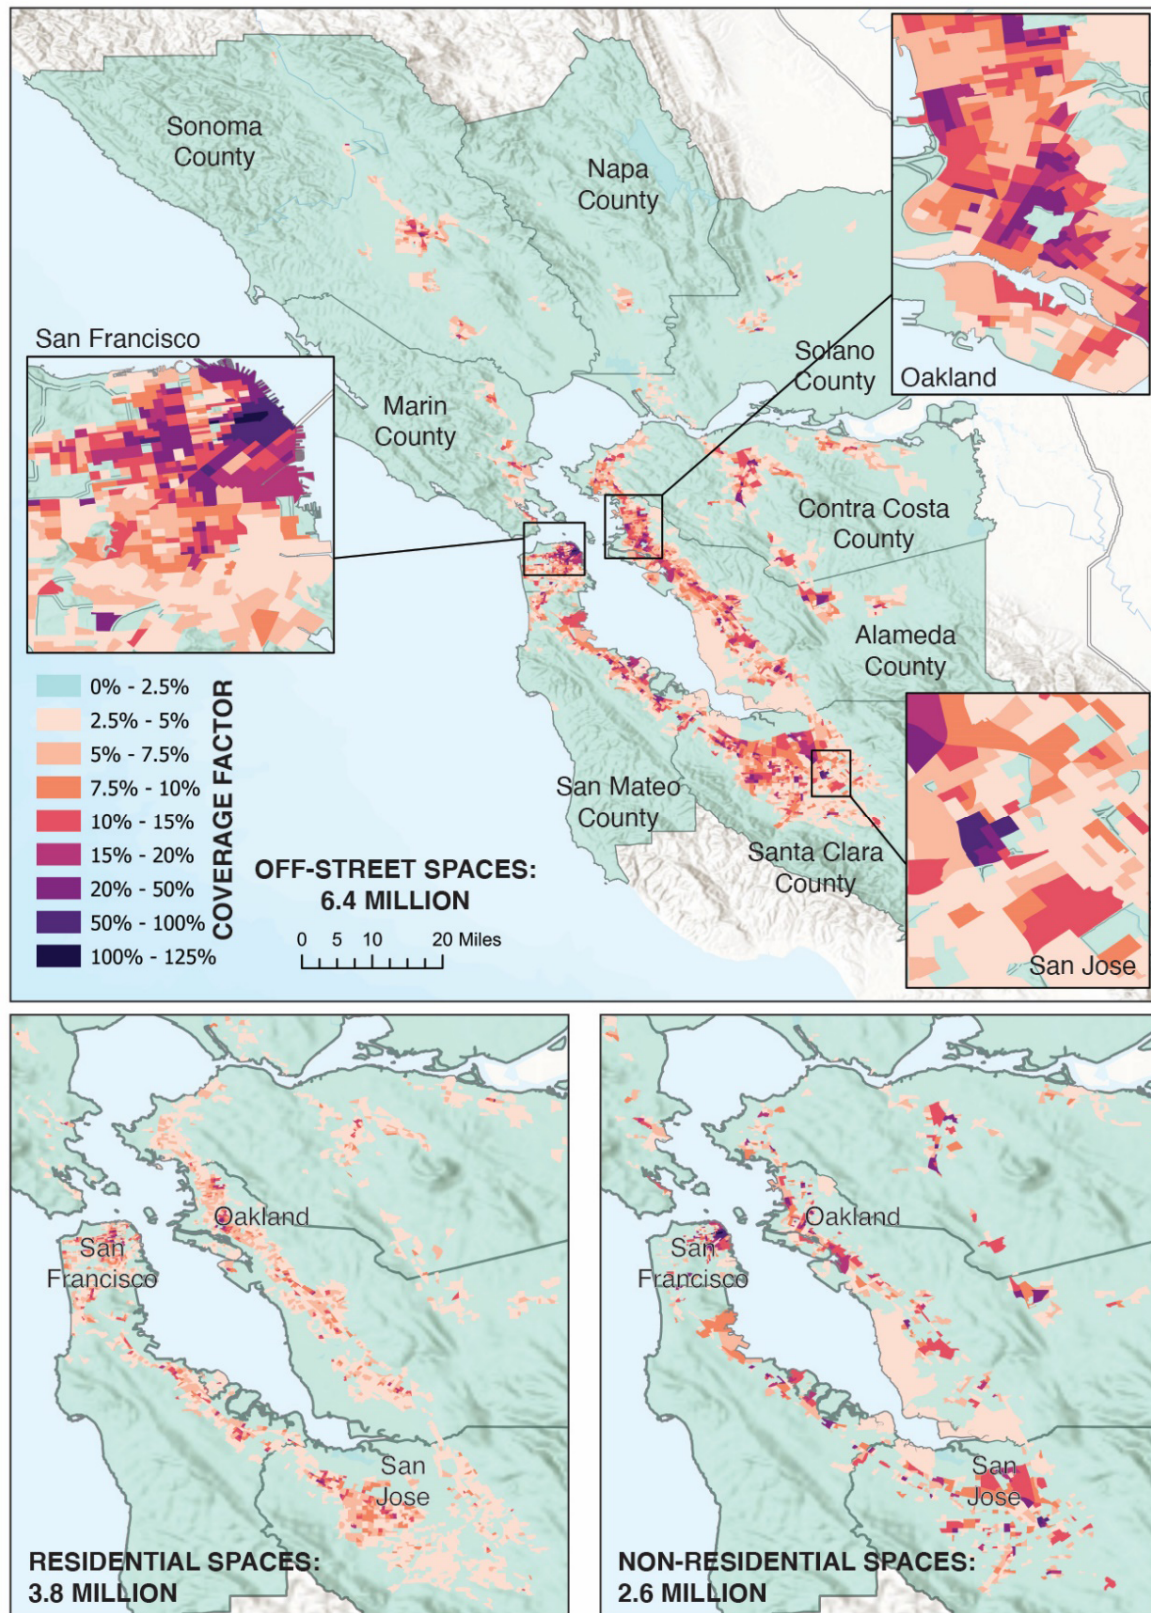 Sonoma
County
Napa
County
San Francisco
Marin
County
Solano
County
Oakland
Contra Costa
County
Alameda
County
San Mateo
County
Santa Clara
County
San Jose
0% - 2.5%
2.5% - 5%
5% - 7.5%
7.5% - 10%
10% - 15%
15% - 20%
20% - 50%
50% - 100%
100% - 125%
COVERAGE FACTOR
OFF-STREET SPACES:
6.4 MILLION
0 5 10 20 Miles
Oakland
San
Francisco
San
Jose
RESIDENTIAL SPACES:
3.8 MILLION
Oakland
San
Francisco
San
Jose
NON-RESIDENTIAL SPACES:
2.6 MILLION